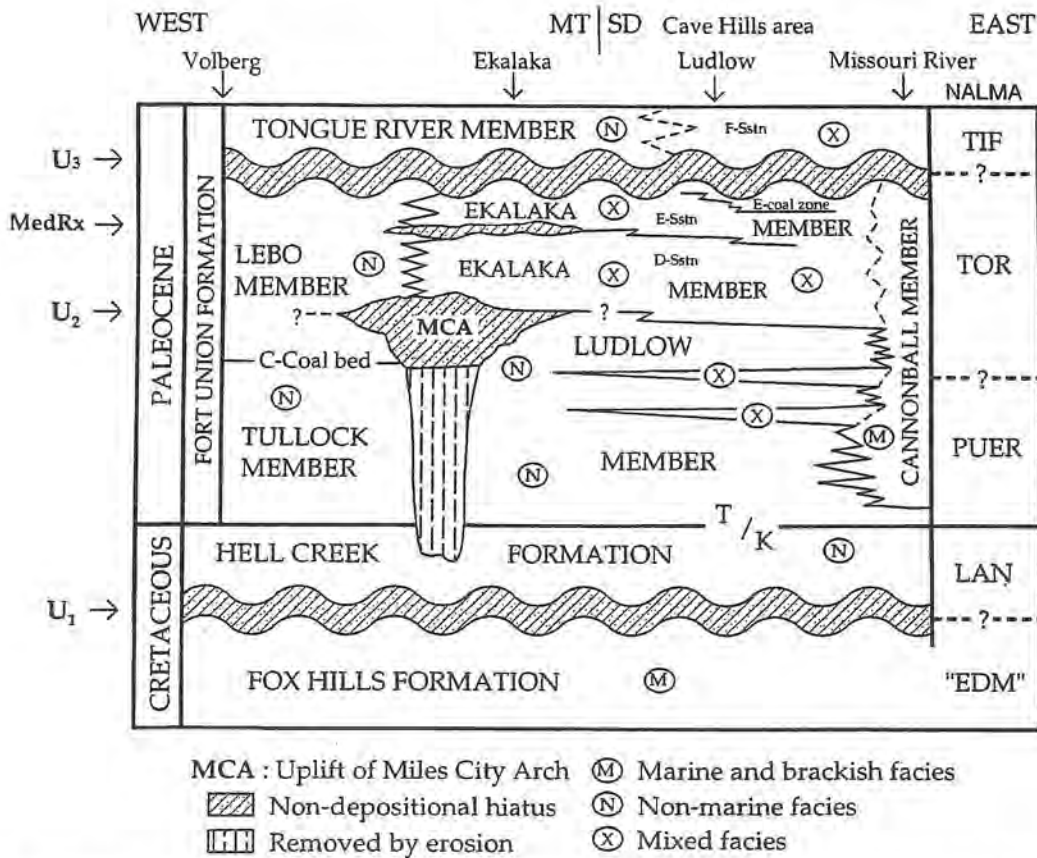 WEST MT SD Cave Hills area EAST
Volberg Ekalaka Ludlow Missouri River
NALMA
TONGUE RIVER MEMBER N F-Sstn X TIF
U₃ → ?
EKALAKA X E-Sstn E-coal zone
MedRx → MEMBER
LEBO MEMBER N
EKALAKA X D-Sstn MEMBER X TOR
U₂ → ? MCA ?
LUDLOW
C-Coal bed N X ?
N X
TULLOCK MEMBER N MEMBER M PUER
CANNONBALL MEMBER
PALEOCENE
FORT UNION FORMATION
T/K
HELL CREEK FORMATION N LAN
U₁ → ?
CRETACEOUS
FOX HILLS FORMATION M "EDM"
MCA : Uplift of Miles City Arch M Marine and brackish facies
Non-depositional hiatus N Non-marine facies
Removed by erosion X Mixed facies